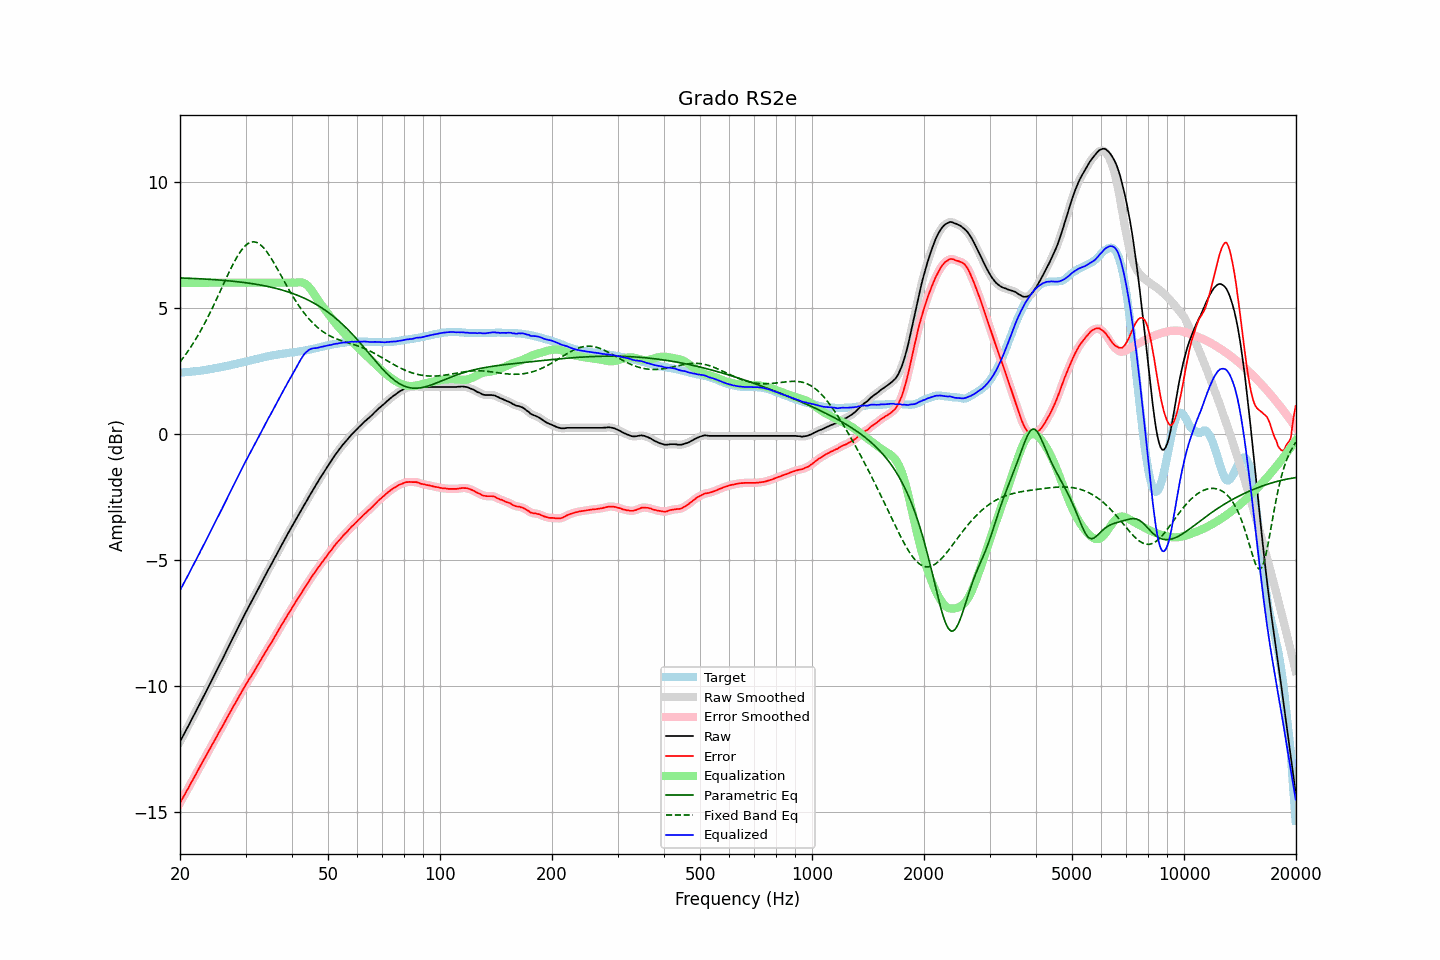 Grado RS2e
Amplitude (dBr)
10
5
0
−5
−10
−15
Target
Raw Smoothed
Error Smoothed
Raw
Error
Equalization
Parametric Eq
Fixed Band Eq
Equalized
20 50 100 200 500 1000 2000 5000 10000 20000
Frequency (Hz)